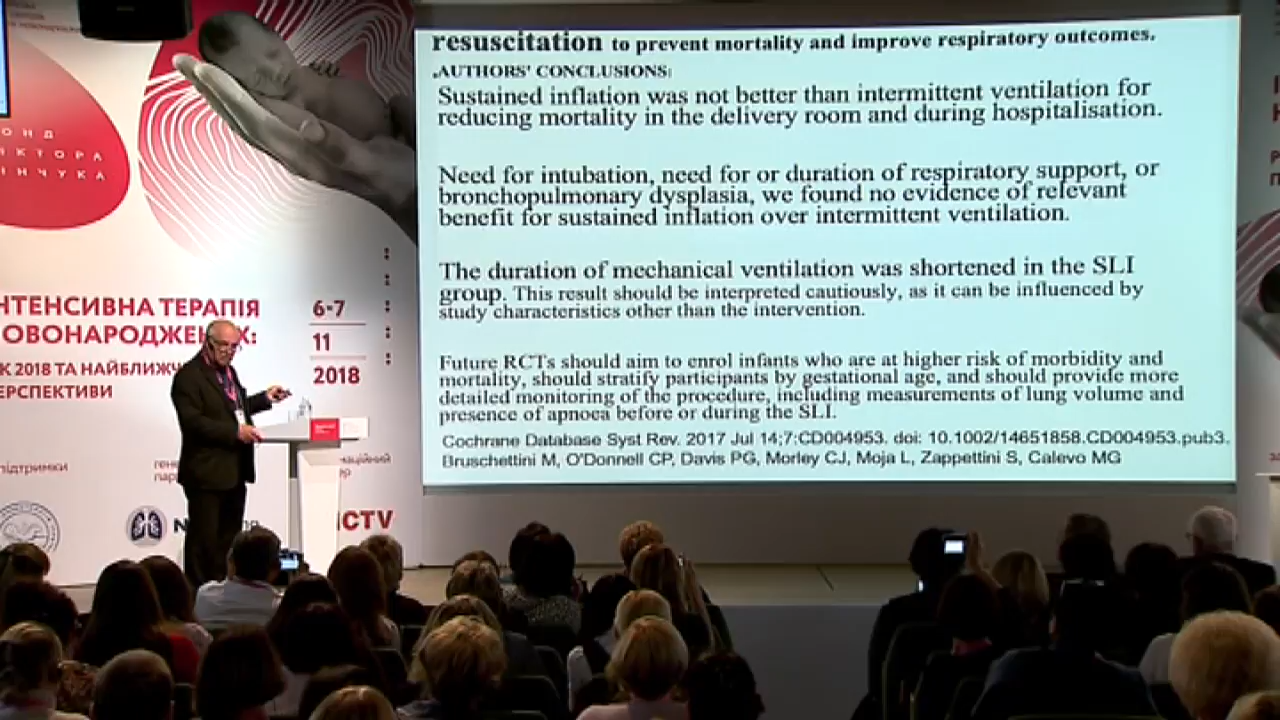 resuscitation to prevent mortality and improve respiratory outcomes.
AUTHORS' CONCLUSIONS:
Sustained inflation was not better than intermittent ventilation for
reducing mortality in the delivery room and during hospitalisation.
Need for intubation, need for or duration of respiratory support, or
bronchopulmonary dysplasia, we found no evidence of relevant
benefit for sustained inflation over intermittent ventilation.
The duration of mechanical ventilation was shortened in the SLI
group. This result should be interpreted cautiously, as it can be influenced by
study characteristics other than the intervention.
Future RCTs should aim to enrol infants who are at higher risk of morbidity and
mortality, should stratify participants by gestational age, and should provide more
detailed monitoring of the procedure, including measurements of lung volume and
presence of apnoea before or during the SLI.
Cochrane Database Syst Rev. 2017 Jul 14;7:CD004953. doi: 10.1002/14651858.CD004953.pub3.
Bruschettini M, O'Donnell CP, Davis PG, Morley CJ, Moja L, Zappettini S, Calevo MG
ОНД
КТОРА
ІНЧУКА
НТЕНСИВНА ТЕРАПІЯ
ОВОНАРОДЖЕН Х:
К 2018 ТА НАЙБЛИЖЧ
ЕРСПЕКТИВИ
6-7
11
2018
підтримки
ICTV